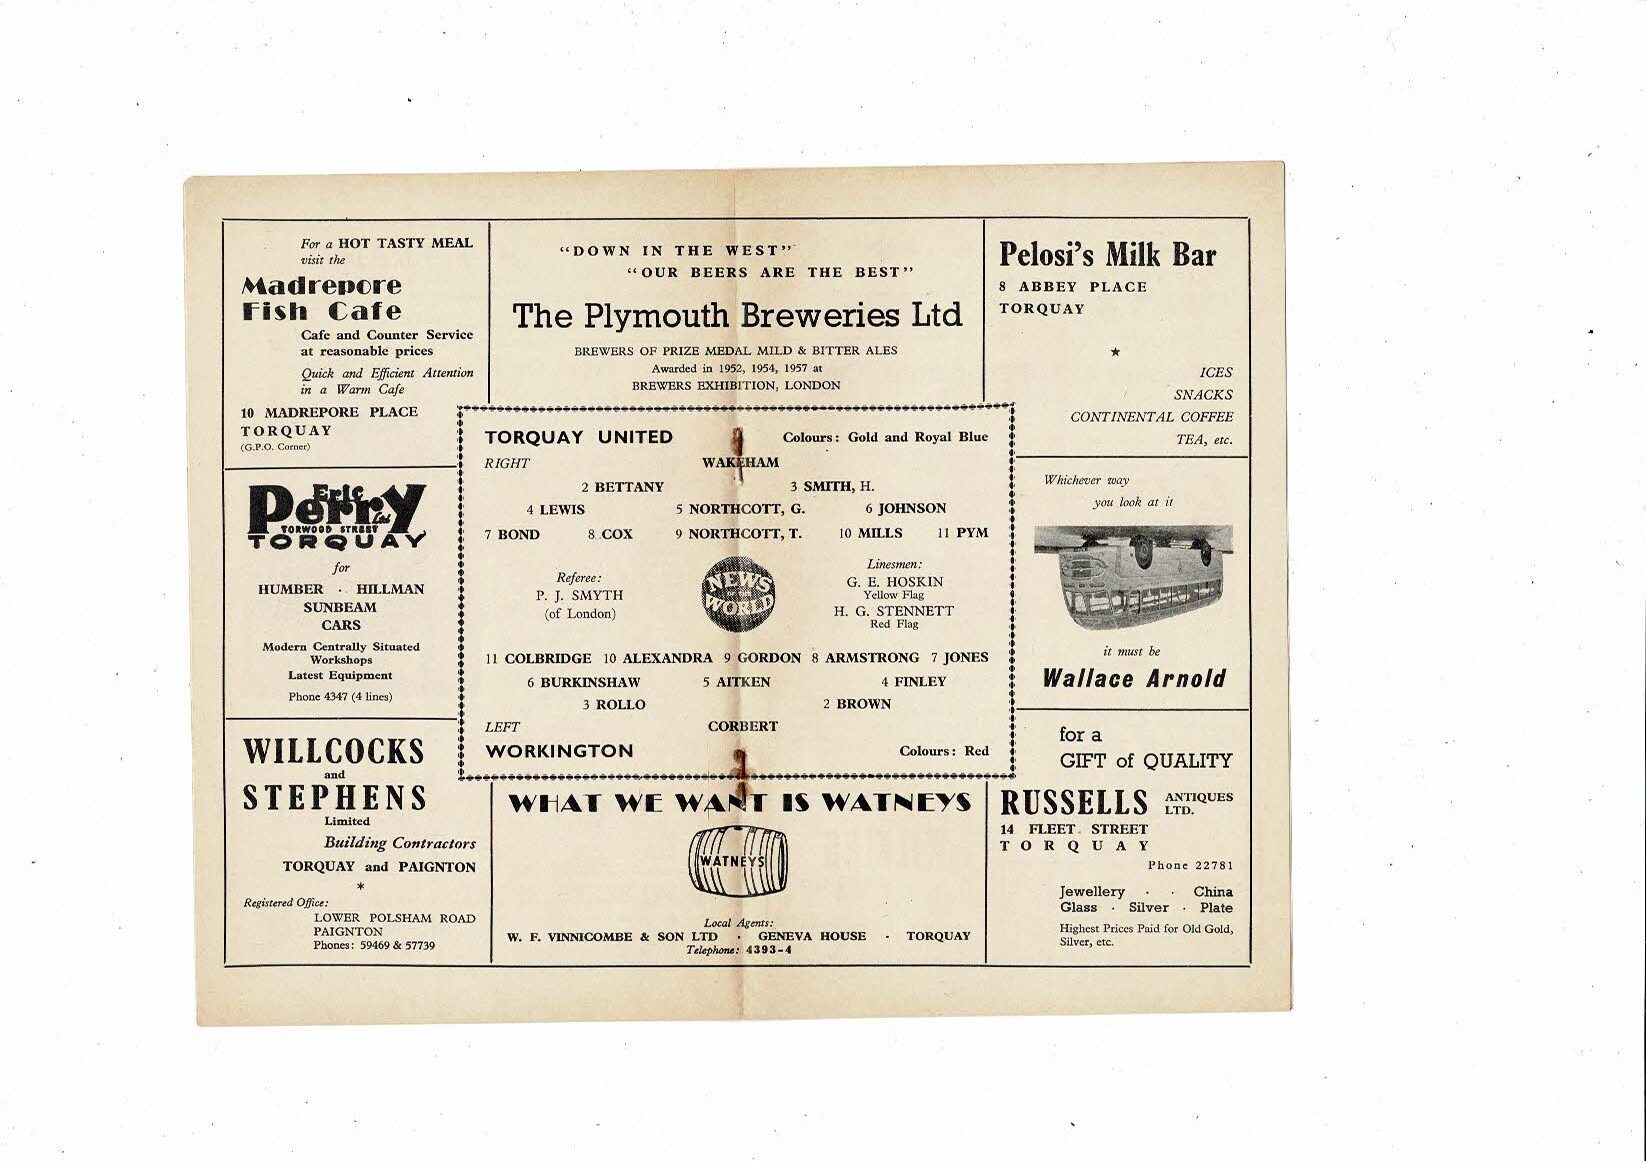 For a HOT TASTY MEAL
visit the
Madrepore
Fish Cafe
Cafe and Counter Service
at reasonable prices
Quick and Efficient Attention
in a Warm Cafe
10 MADREPORE PLACE
TORQUAY
(G.P.O. Corner)
"DOWN IN THE WEST"
"OUR BEERS ARE THE BEST"
The Plymouth Breweries Ltd
BREWERS OF PRIZE MEDAL MILD & BITTER ALES
Awarded in 1952, 1954, 1957 at
BREWERS EXHIBITION, LONDON
Pelosi's Milk Bar
8 ABBEY PLACE
TORQUAY
ICES
SNACKS
CONTINENTAL COFFEE
TEA, etc.
Eric
Perry Ltd
TORWOOD STREET
TORQUAY
for
HUMBER · HILLMAN
SUNBEAM
CARS
Modern Centrally Situated
Workshops
Latest Equipment
Phone 4347 (4 lines)
TORQUAY UNITED Colours: Gold and Royal Blue
RIGHT WAKEHAM
2 BETTANY 3 SMITH, H.
4 LEWIS 5 NORTHCOTT, G. 6 JOHNSON
7 BOND 8 COX 9 NORTHCOTT, T. 10 MILLS 11 PYM
Referee:
P. J. SMYTH
(of London)
NEWS
WORLD
Linesmen:
G. E. HOSKIN
Yellow Flag
H. G. STENNETT
Red Flag
11 COLBRIDGE 10 ALEXANDRA 9 GORDON 8 ARMSTRONG 7 JONES
6 BURKINSHAW 5 AITKEN 4 FINLEY
3 ROLLO 2 BROWN
LEFT CORBERT
WORKINGTON Colours: Red
Whichever way
you look at it
it must be
Wallace Arnold
WILLCOCKS
and
STEPHENS
Limited
Building Contractors
TORQUAY and PAIGNTON
*
Registered Office:
LOWER POLSHAM ROAD
PAIGNTON
Phones: 59469 & 57739
WHAT WE WANT IS WATNEYS
WATNEYS
Local Agents:
W. F. VINNICOMBE & SON LTD · GENEVA HOUSE · TORQUAY
Telephone: 4393-4
for a
GIFT of QUALITY
RUSSELLS ANTIQUES LTD.
14 FLEET STREET
TORQUAY
Phone 22781
Jewellery · · China
Glass · Silver · Plate
Highest Prices Paid for Old Gold,
Silver, etc.